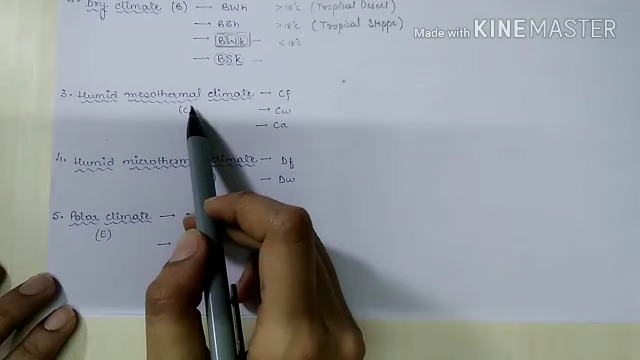 Dry climate (B) → BWh >18°c (Tropical Desert)
→ BSh >18°c (Tropical Steppe)
→ BWk — <18°c
→ BSk —
3. Humid mesothermal climate → Cf
(C → Cw
→ Ca
4. Humid microtherm climate → Df
→ Dw
5. Polar climate →
(E) →
Made with KINEMASTER